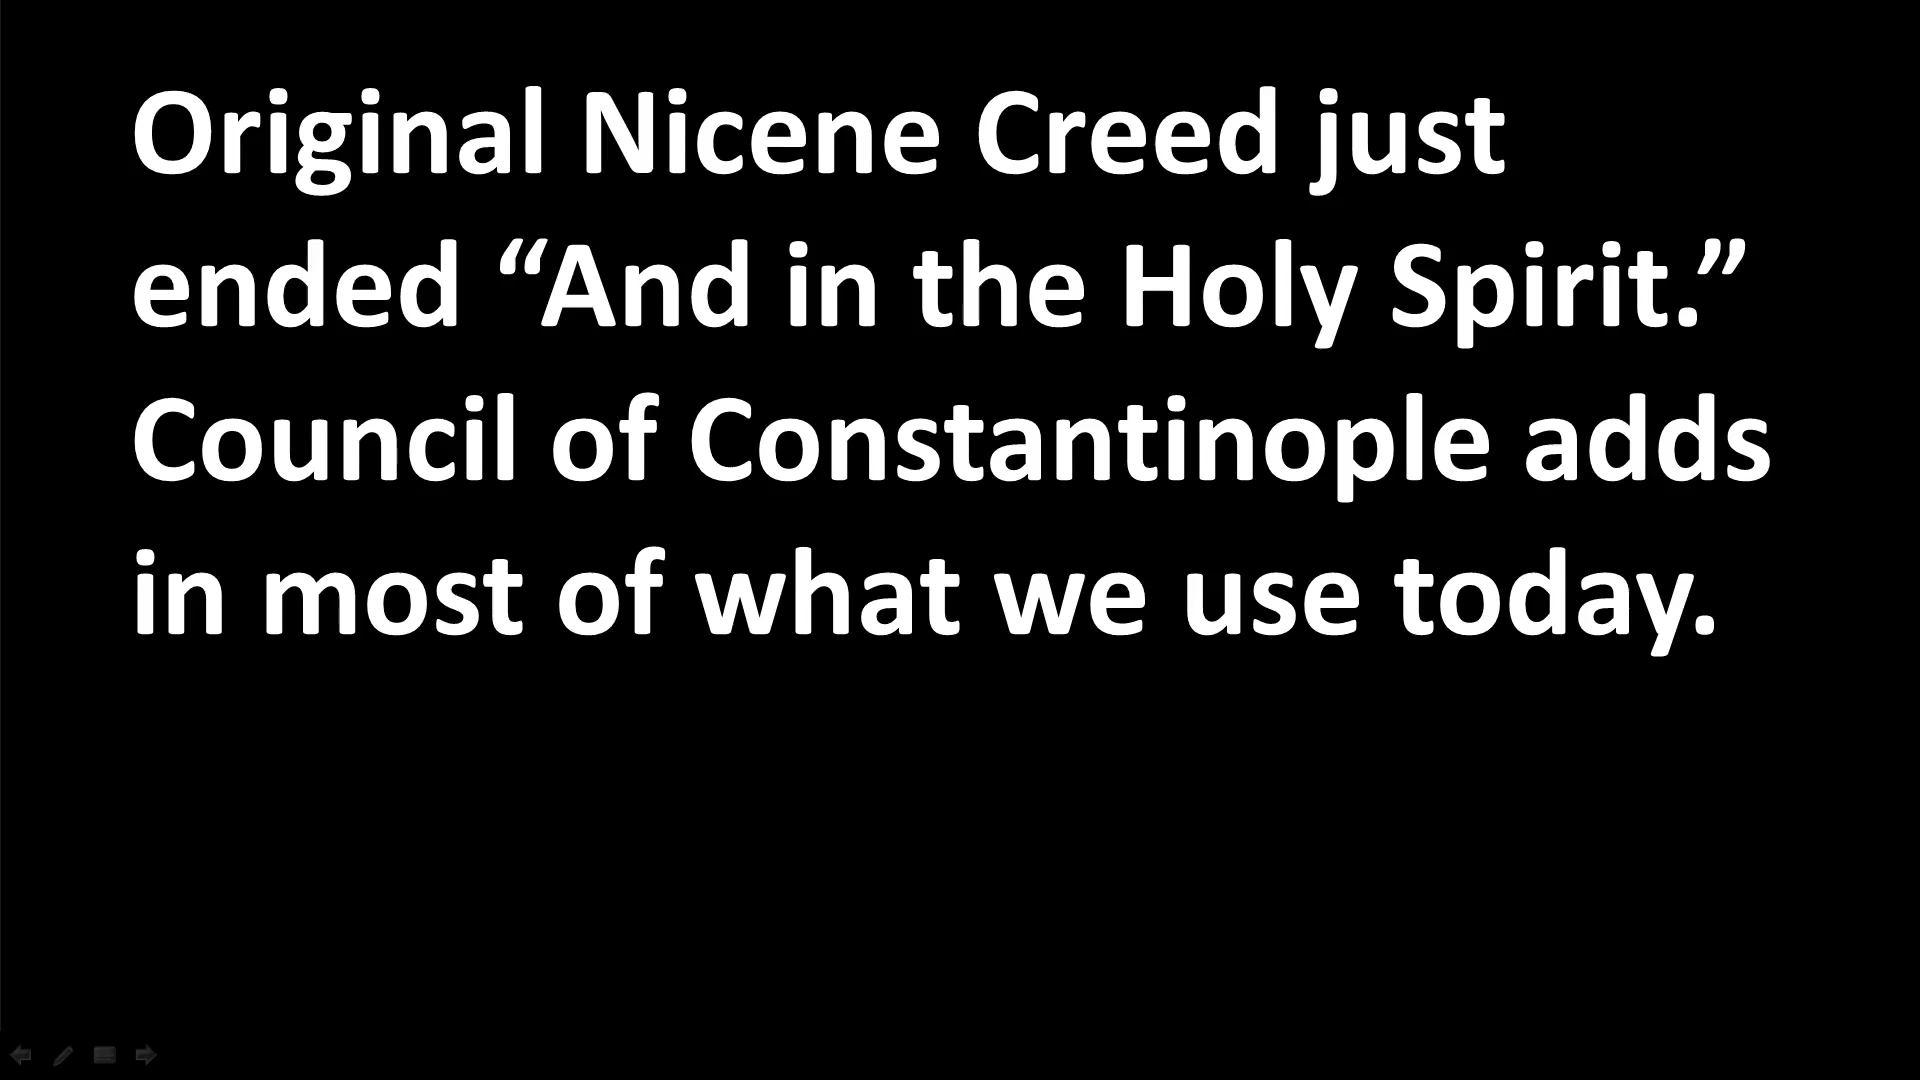 Original Nicene Creed just
ended “And in the Holy Spirit.”
Council of Constantinople adds
in most of what we use today.